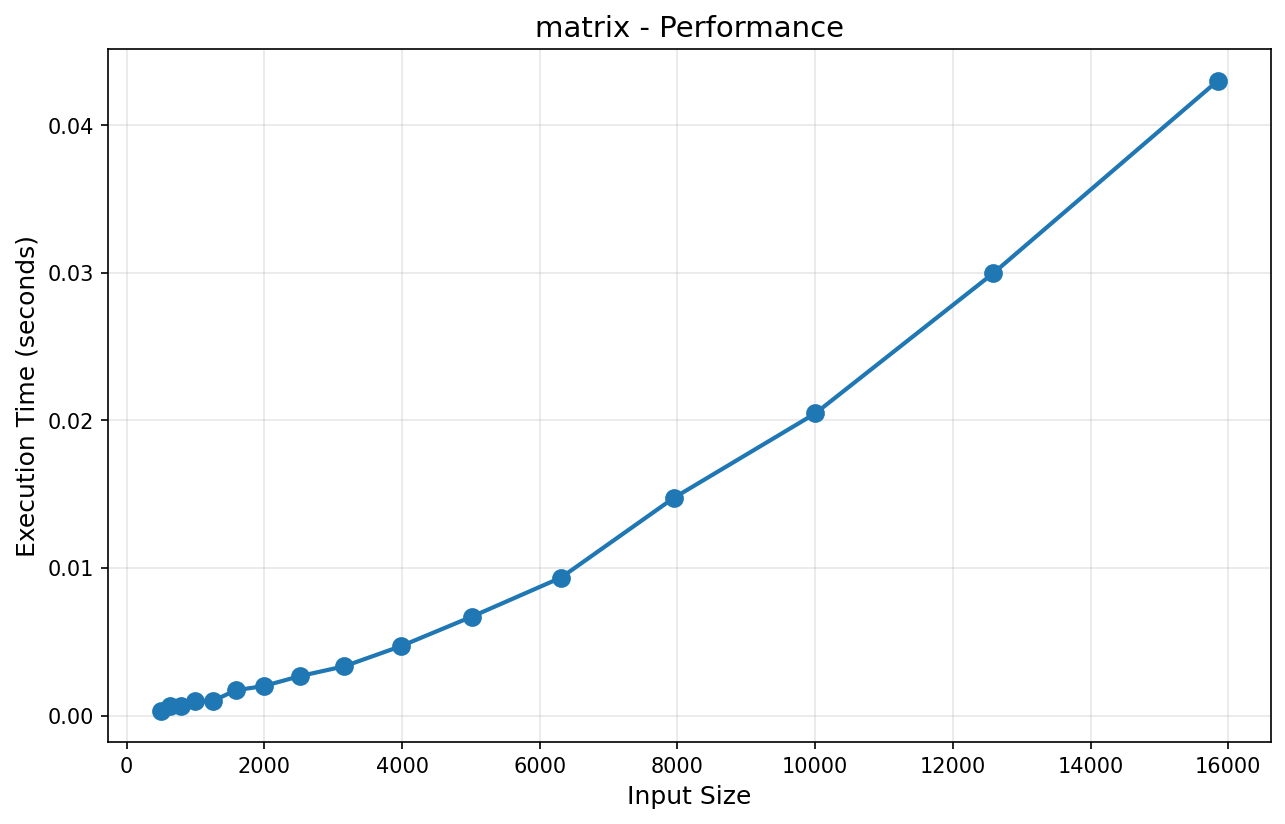 matrix - Performance
Execution Time (seconds)
0.04
0.03
0.02
0.01
0.00
0 2000 4000 6000 8000 10000 12000 14000 16000
Input Size